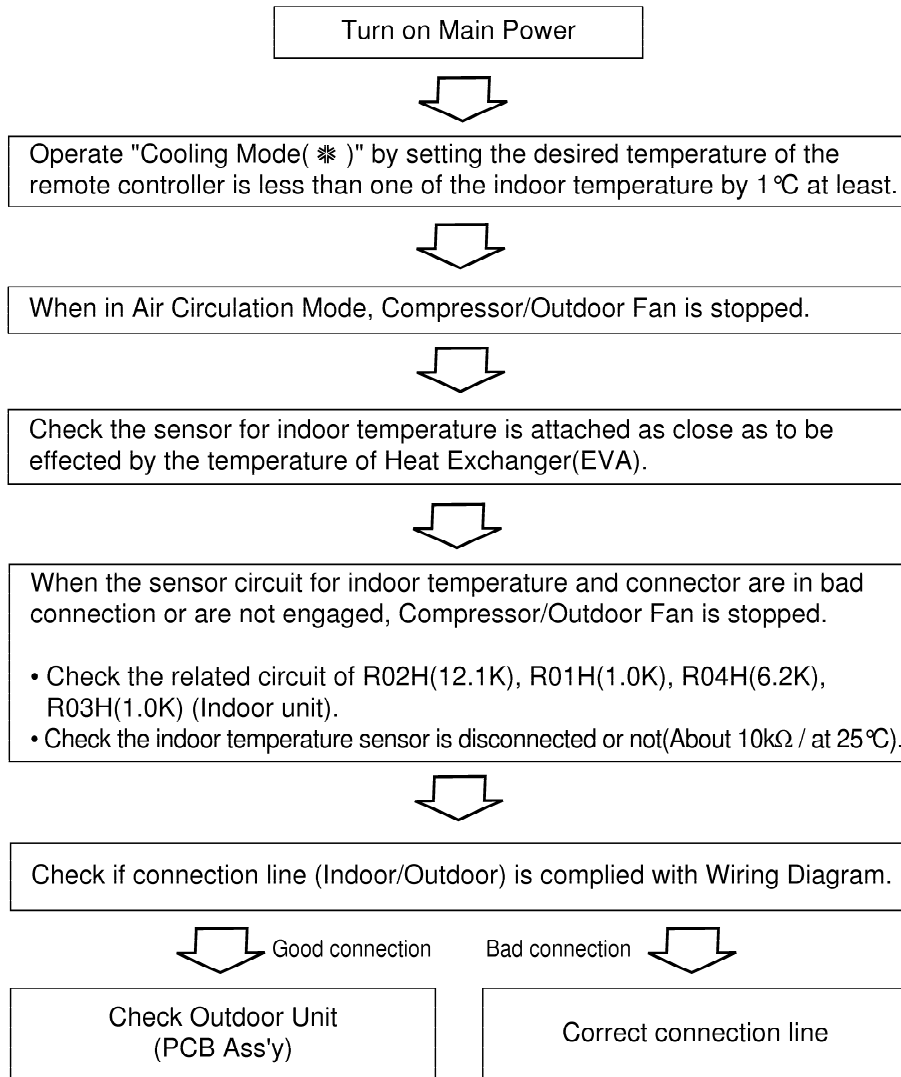 Turn on Main Power
Operate "Cooling Mode( ❋ )" by setting the desired temperature of the
remote controller is less than one of the indoor temperature by 1°C at least.
When in Air Circulation Mode, Compressor/Outdoor Fan is stopped.
Check the sensor for indoor temperature is attached as close as to be
effected by the temperature of Heat Exchanger(EVA).
When the sensor circuit for indoor temperature and connector are in bad
connection or are not engaged, Compressor/Outdoor Fan is stopped.
• Check the related circuit of R02H(12.1K), R01H(1.0K), R04H(6.2K),
R03H(1.0K) (Indoor unit).
• Check the indoor temperature sensor is disconnected or not(About 10kΩ / at 25°C).
Check if connection line (Indoor/Outdoor) is complied with Wiring Diagram.
Good connection
Bad connection
Check Outdoor Unit
(PCB Ass'y)
Correct connection line